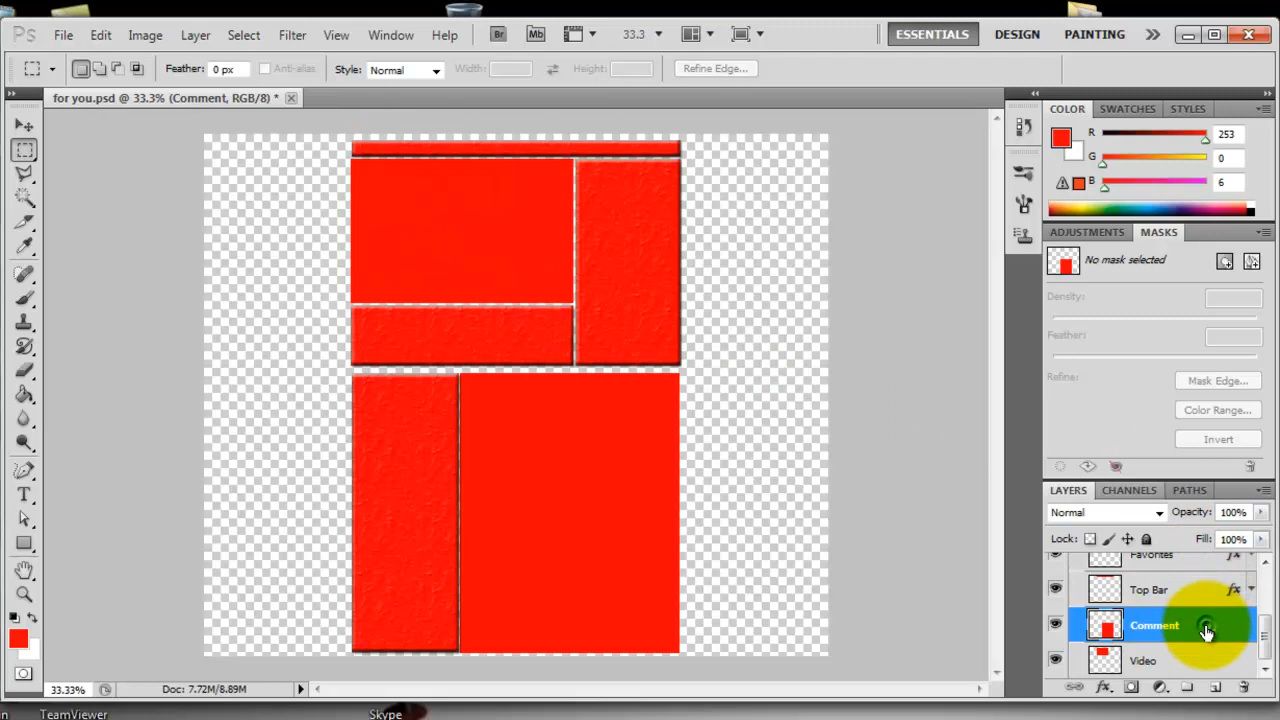 Ps File Edit Image Layer Select Filter View Window Help Br Mb 33.3 ESSENTIALS DESIGN PAINTING
Feather: 0 px Anti-alias Style: Normal Width: Height: Refine Edge...
for you.psd @ 33.3% (Comment, RGB/8) *
COLOR SWATCHES STYLES
R 253
G 0
B 6
ADJUSTMENTS MASKS
No mask selected
Density:
Feather:
Refine: Mask Edge...
Color Range...
Invert
LAYERS CHANNELS PATHS
Normal Opacity: 100%
Lock: Fill: 100%
Favorites fx
Top Bar fx
Comment
Video
33.33% Doc: 7.72M/8.89M
TeamViewer Skype